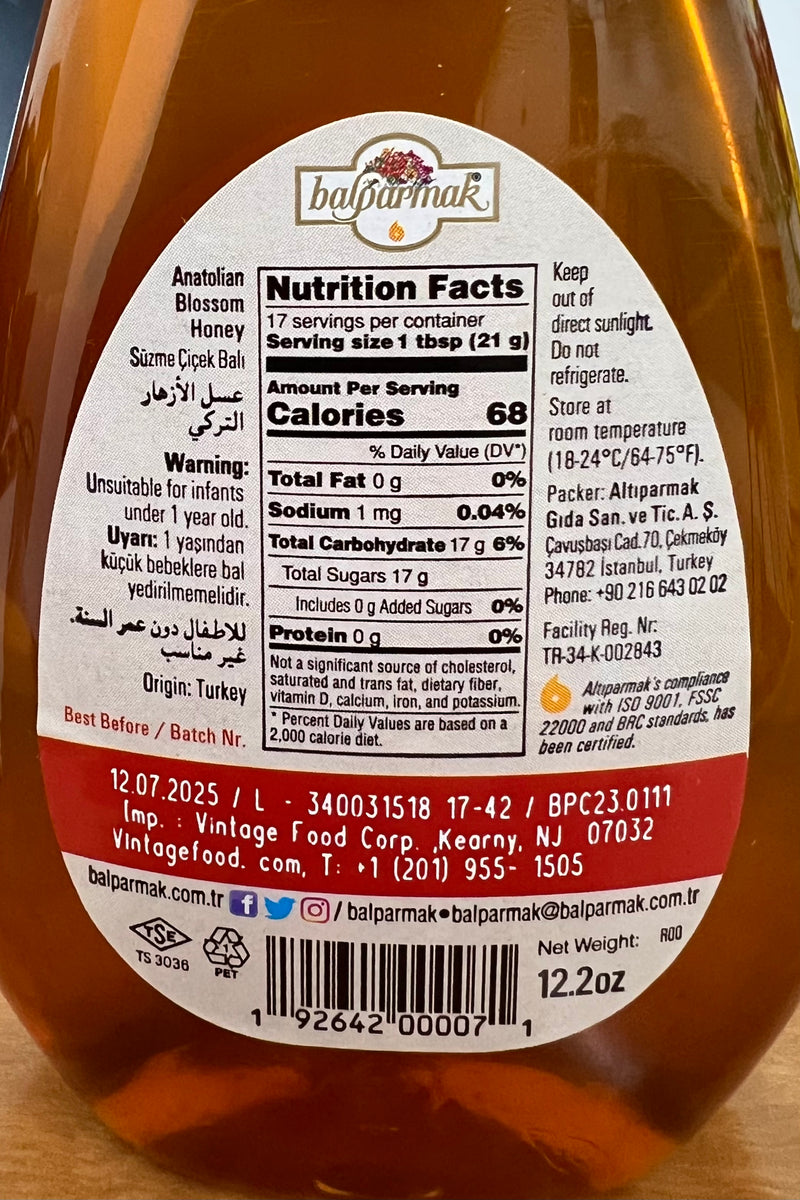 balparmak®
Anatolian
Blossom
Honey
Süzme Çiçek Balı
عسل الأزهار
التركي
Warning:
Unsuitable for infants
under 1 year old.
Uyarı: 1 yaşından
küçük bebeklere bal
yedirilmemelidir.
للاطفال دون عمر السنة.
غير مناسب
Origin: Turkey
Best Before / Batch Nr.
Nutrition Facts
17 servings per container
Serving size 1 tbsp (21 g)
Amount Per Serving
Calories 68
% Daily Value (DV*)
Total Fat 0 g 0%
Sodium 1 mg 0.04%
Total Carbohydrate 17 g 6%
Total Sugars 17 g
Includes 0 g Added Sugars 0%
Protein 0 g 0%
Not a significant source of cholesterol,
saturated and trans fat, dietary fiber,
vitamin D, calcium, iron, and potassium.
* Percent Daily Values are based on a
2,000 calorie diet.
Keep
out of
direct sunlight.
Do not
refrigerate.
Store at
room temperature
(18-24°C/64-75°F).
Packer: Altıparmak
Gıda San. ve Tic. A. Ş.
Çavuşbaşı Cad. 70, Çekmeköy
34782 İstanbul, Turkey
Phone: +90 216 643 02 02
Facility Reg. Nr:
TR-34-K-002843
Altıparmak's compliance
with ISO 9001, FSSC
22000 and BRC standards, has
been certified.
12.07.2025 / L - 340031518 17-42 / BPC23.0111
Imp. : Vintage Food Corp. ,Kearny, NJ 07032
VIntagefood. com, T: +1 (201) 955- 1505
balparmak.com.tr f / balparmak•balparmak@balparmak.com.tr
TSE
TS 3036
1
PET
1 92642 00007 1
Net Weight: R00
12.2oz